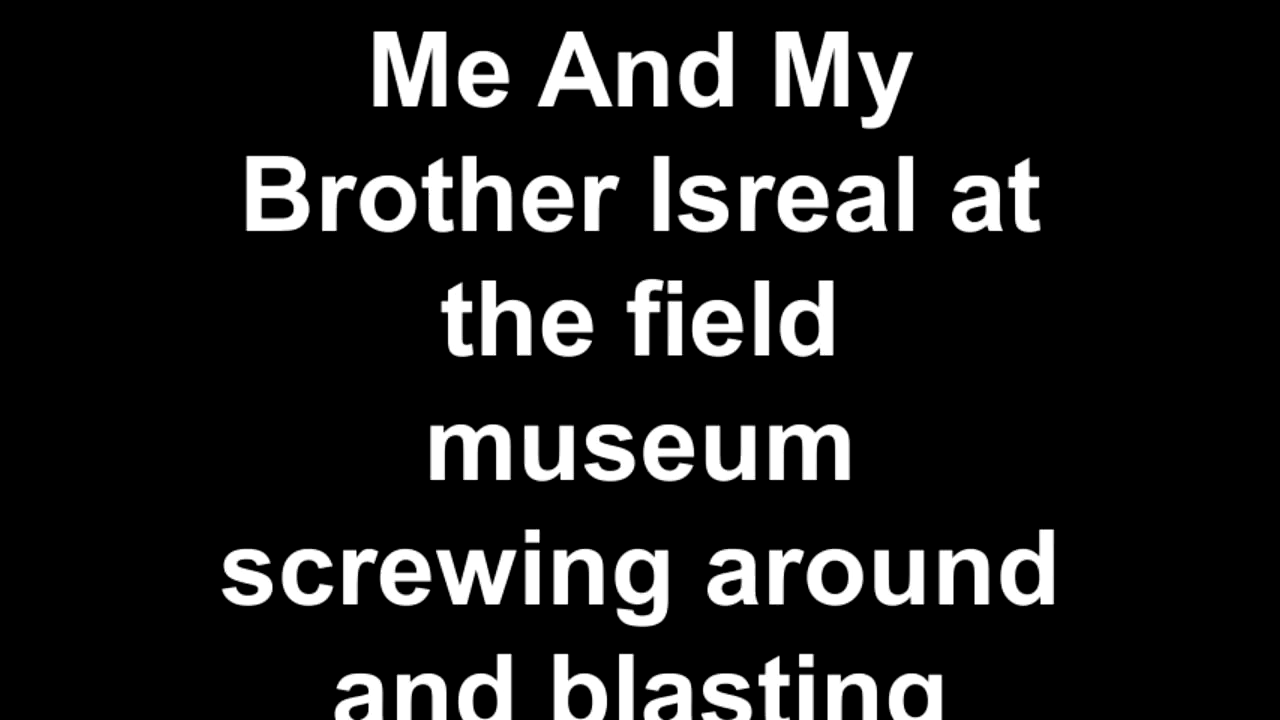 Me And My
Brother Isreal at
the field
museum
screwing around
and blasting